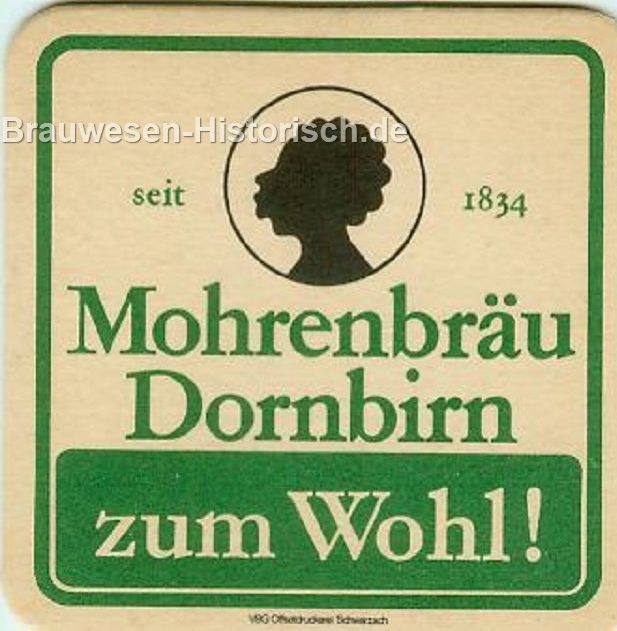 Brauwesen-Historisch.de
seit 1834
Mohrenbräu
Dornbirn
zum Wohl!
VBG Offsetdruckerei Schwarzach